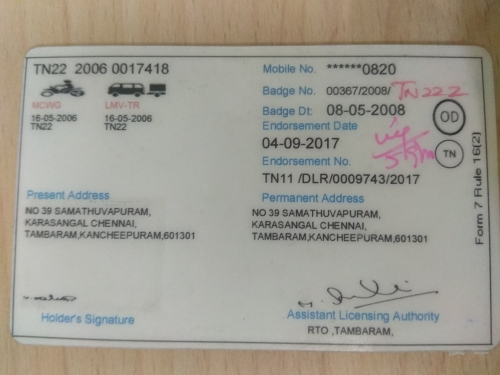 TN22 2006 0017418
Mobile No. ******0820
MCWG LMV-TR
Badge No. 00367/2008/ TN22Z
16-05-2006 16-05-2006
TN22 TN22
Badge Dt: 08-05-2008
OD
Endorsement Date
04-09-2017
TN
Endorsement No.
TN11 /DLR/0009743/2017
Form 7 Rule 16(2)
Present Address
NO 39 SAMATHUVAPURAM,
KARASANGAL CHENNAI,
TAMBARAM,KANCHEEPURAM,601301
Permanent Address
NO 39 SAMATHUVAPURAM,
KARASANGAL CHENNAI,
TAMBARAM,KANCHEEPURAM,601301
Holder's Signature
Assistant Licensing Authority
RTO ,TAMBARAM,